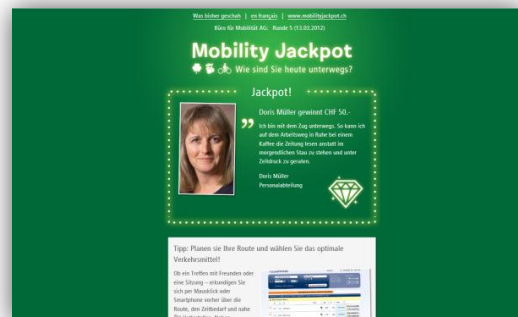 Was bisher geschah | en français | www.mobilityjackpot.ch
Büro für Mobilität AG: Runde 5 (13.03.2012)
Mobility Jackpot
Wie sind Sie heute unterwegs?
Jackpot!
Doris Müller gewinnt CHF 50.-
Ich bin mit dem Zug unterwegs. So kann ich
auf dem Arbeitsweg in Ruhe bei einem
Kaffee die Zeitung lesen anstatt im
morgendlichen Stau zu stehen und unter
Zeitdruck zu geraten.
Doris Müller
Personalabteilung
Tipp: Planen sie Ihre Route und wählen Sie das optimale
Verkehrsmittel!
Ob ein Treffen mit Freunden oder
eine Sitzung – erkundigen Sie
sich per Mausklick oder
Smartphone vorher über die
Route, den Zeitbedarf und nahe